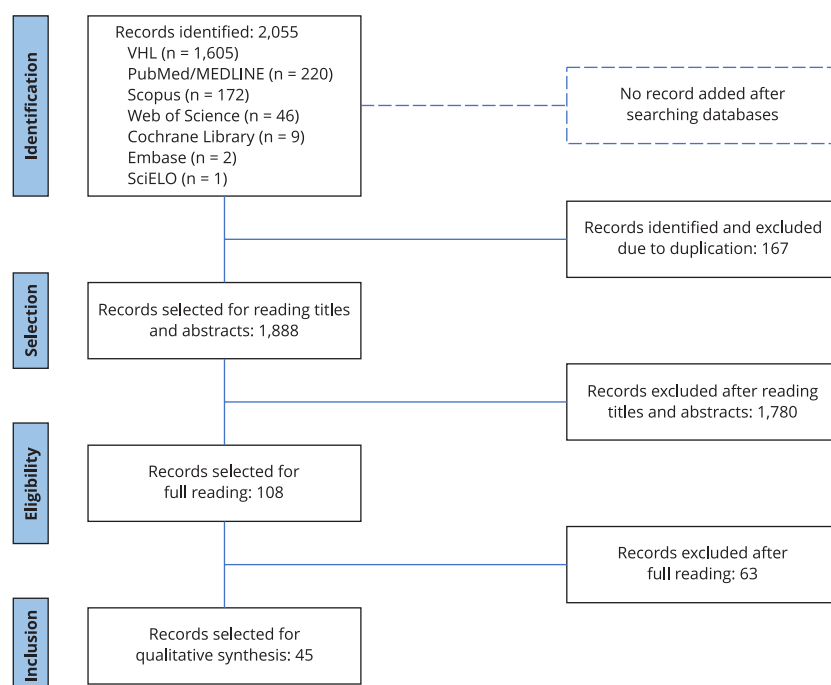 Identification
Records identified: 2,055
VHL (n = 1,605)
PubMed/MEDLINE (n = 220)
Scopus (n = 172)
Web of Science (n = 46)
Cochrane Library (n = 9)
Embase (n = 2)
SciELO (n = 1)
No record added after
searching databases
Records identified and excluded
due to duplication: 167
Selection
Records selected for reading titles
and abstracts: 1,888
Records excluded after reading
titles and abstracts: 1,780
Eligibility
Records selected for
full reading: 108
Records excluded after
full reading: 63
Inclusion
Records selected for
qualitative synthesis: 45